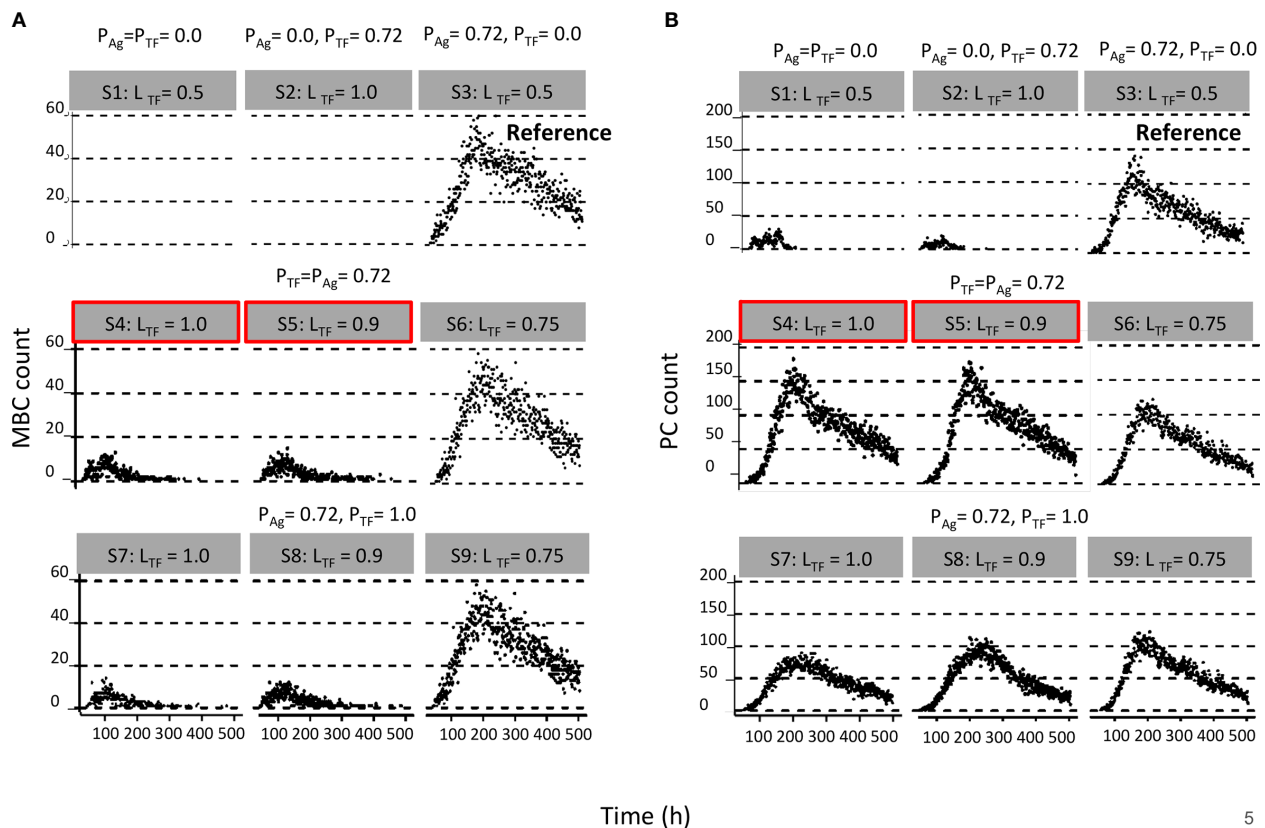 A
P_Ag=P_TF= 0.0 P_Ag= 0.0, P_TF= 0.72 P_Ag= 0.72, P_TF= 0.0
S1: L_TF= 0.5 S2: L_TF= 1.0 S3: L_TF= 0.5
Reference
60
40
20
0
P_TF=P_Ag= 0.72
S4: L_TF= 1.0 S5: L_TF= 0.9 S6: L_TF= 0.75
60
40
20
0
MBC count
P_Ag= 0.72, P_TF= 1.0
S7: L_TF= 1.0 S8: L_TF= 0.9 S9: L_TF= 0.75
60
40
20
0
100 200 300 400 500 100 200 300 400 500 100 200 300 400 500
B
P_Ag=P_TF= 0.0 P_Ag= 0.0, P_TF= 0.72 P_Ag= 0.72, P_TF= 0.0
S1: L_TF= 0.5 S2: L_TF= 1.0 S3: L_TF= 0.5
Reference
200
150
100
50
0
P_TF=P_Ag= 0.72
S4: L_TF= 1.0 S5: L_TF= 0.9 S6: L_TF= 0.75
200
150
100
50
0
PC count
P_Ag= 0.72, P_TF= 1.0
S7: L_TF= 1.0 S8: L_TF= 0.9 S9: L_TF= 0.75
200
150
100
50
0
100 200 300 400 500 100 200 300 400 500 100 200 300 400 500
Time (h)
5